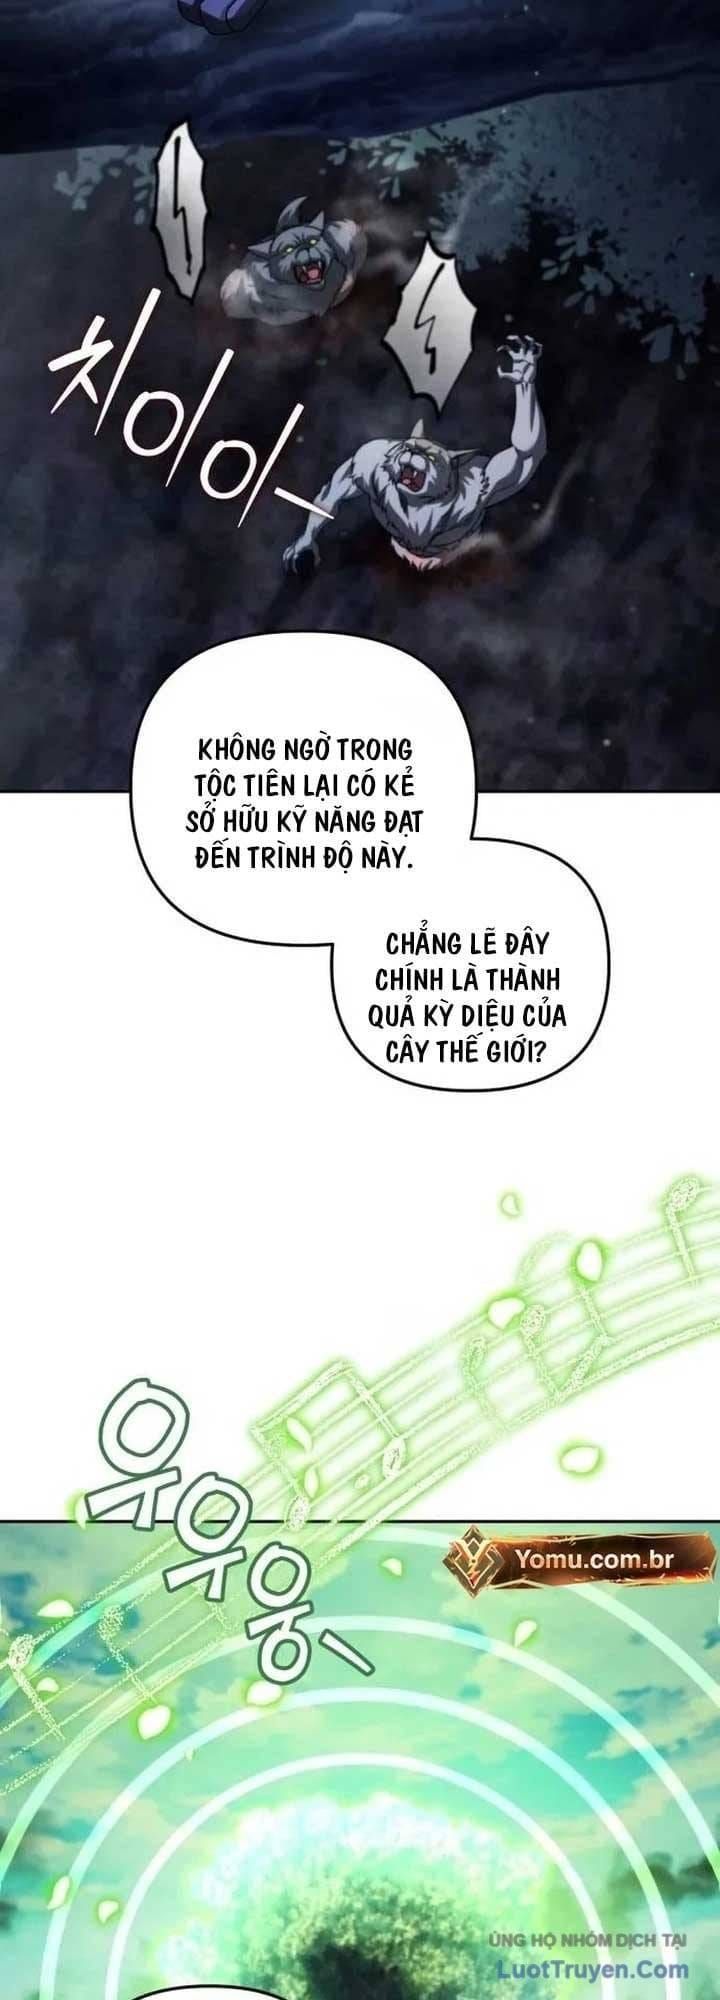 치이이-
KHÔNG NGỜ TRONG
TỘC TIÊN LẠI CÓ KẺ
SỞ HỮU KỸ NĂNG ĐẠT
ĐẾN TRÌNH ĐỘ NÀY.
CHẲNG LẼ ĐÂY
CHÍNH LÀ THÀNH
QUẢ KỲ DIỆU CỦA
CÂY THẾ GIỚI?
우우우웅-
Yomu.com.br
ỦNG HỘ NHÓM DỊCH TẠI
LuotTruyen.Com